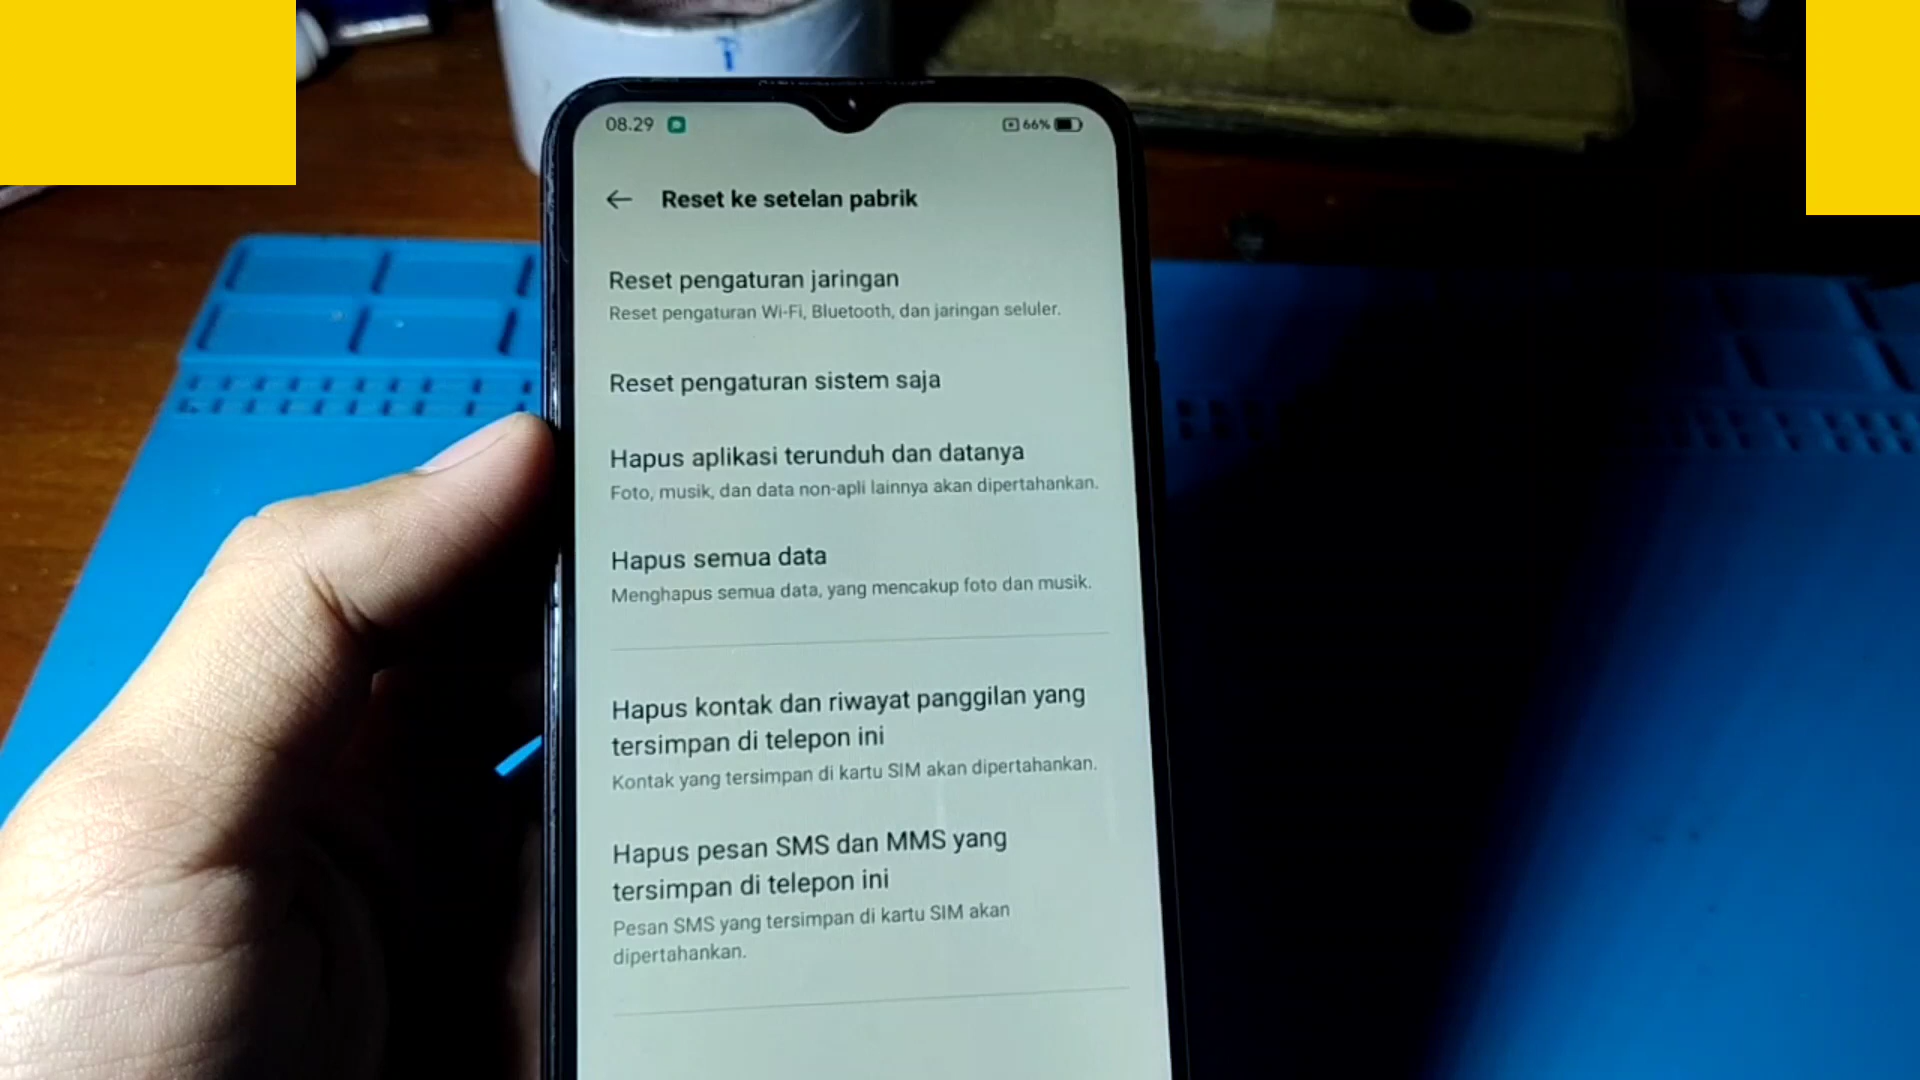 08.29
66%
Reset ke setelan pabrik
Reset pengaturan jaringan
Reset pengaturan Wi-Fi, Bluetooth, dan jaringan seluler.
Reset pengaturan sistem saja
Hapus aplikasi terunduh dan datanya
Foto, musik, dan data non-apli lainnya akan dipertahankan.
Hapus semua data
Menghapus semua data, yang mencakup foto dan musik.
Hapus kontak dan riwayat panggilan yang
tersimpan di telepon ini
Kontak yang tersimpan di kartu SIM akan dipertahankan.
Hapus pesan SMS dan MMS yang
tersimpan di telepon ini
Pesan SMS yang tersimpan di kartu SIM akan
dipertahankan.